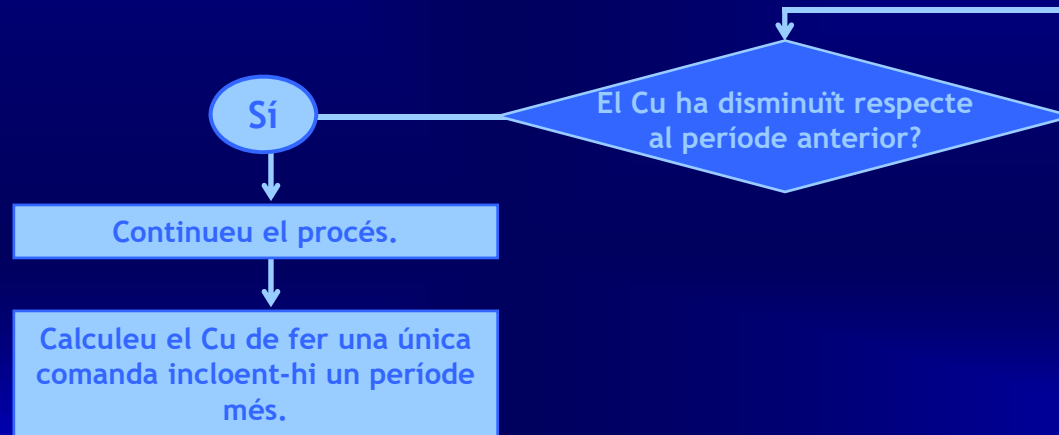 El Cu ha disminuït respecte
al període anterior?
Sí
Continueu el procés.
Calculeu el Cu de fer una única
comanda incloent-hi un període
més.